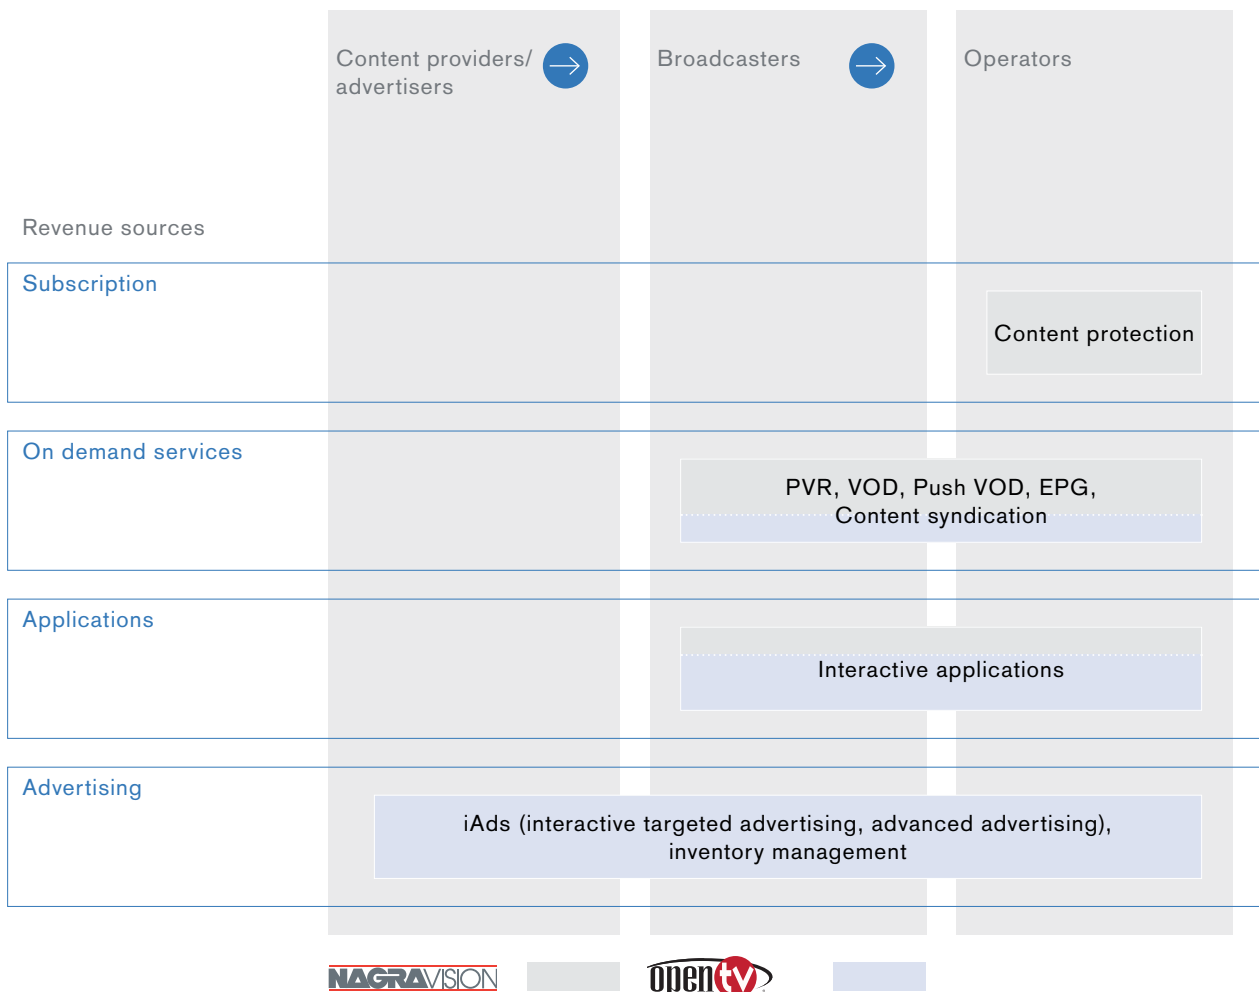 Content providers/
advertisers
Broadcasters
Operators
Revenue sources
Subscription
Content protection
On demand services
PVR, VOD, Push VOD, EPG,
Content syndication
Applications
Interactive applications
Advertising
iAds (interactive targeted advertising, advanced advertising),
inventory management
NAGRAVISION
opentv